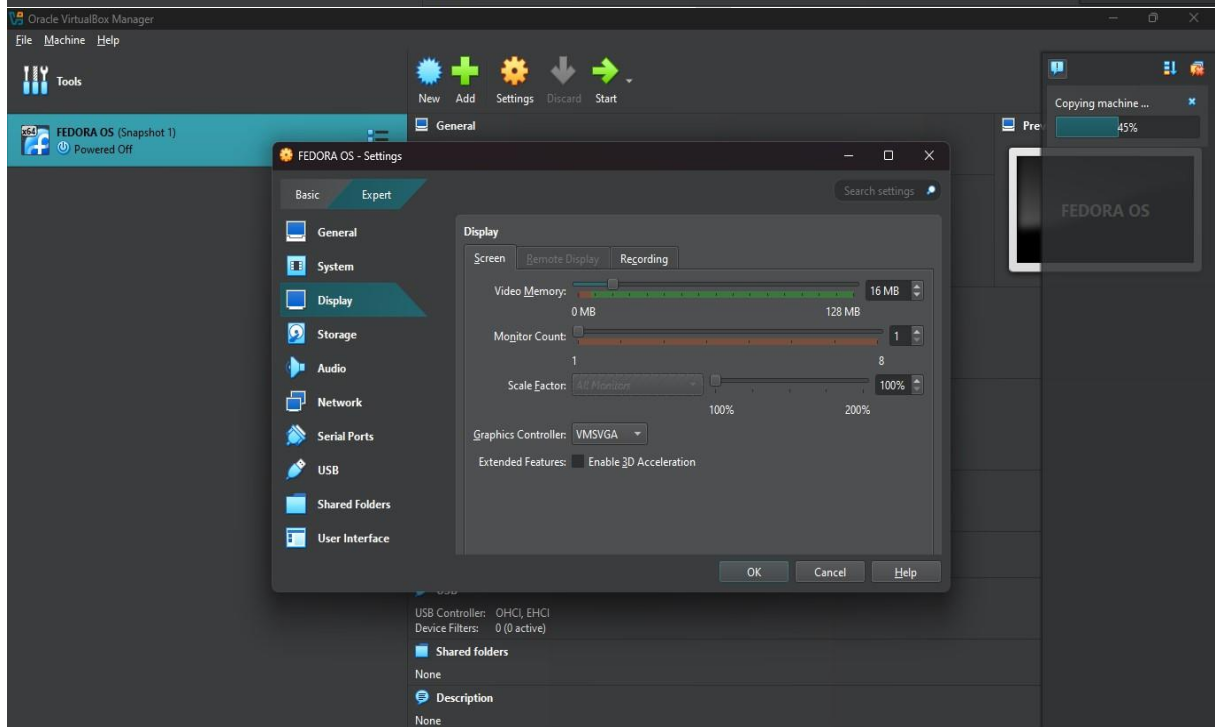 Oracle VirtualBox Manager
File Machine Help
Tools
New Add Settings Discard Start
Copying machine ...
45%
x64
FEDORA OS (Snapshot 1)
Powered Off
General
Pre
FEDORA OS
FEDORA OS - Settings
Basic Expert
Search settings
General
System
Display
Storage
Audio
Network
Serial Ports
USB
Shared Folders
User Interface
Display
Screen Remote Display Recording
Video Memory: 16 MB
0 MB 128 MB
Monitor Count: 1
1 8
Scale Factor: All Monitors 100%
100% 200%
Graphics Controller: VMSVGA
Extended Features: Enable 3D Acceleration
OK Cancel Help
USB Controller: OHCI, EHCI
Device Filters: 0 (0 active)
Shared folders
None
Description
None